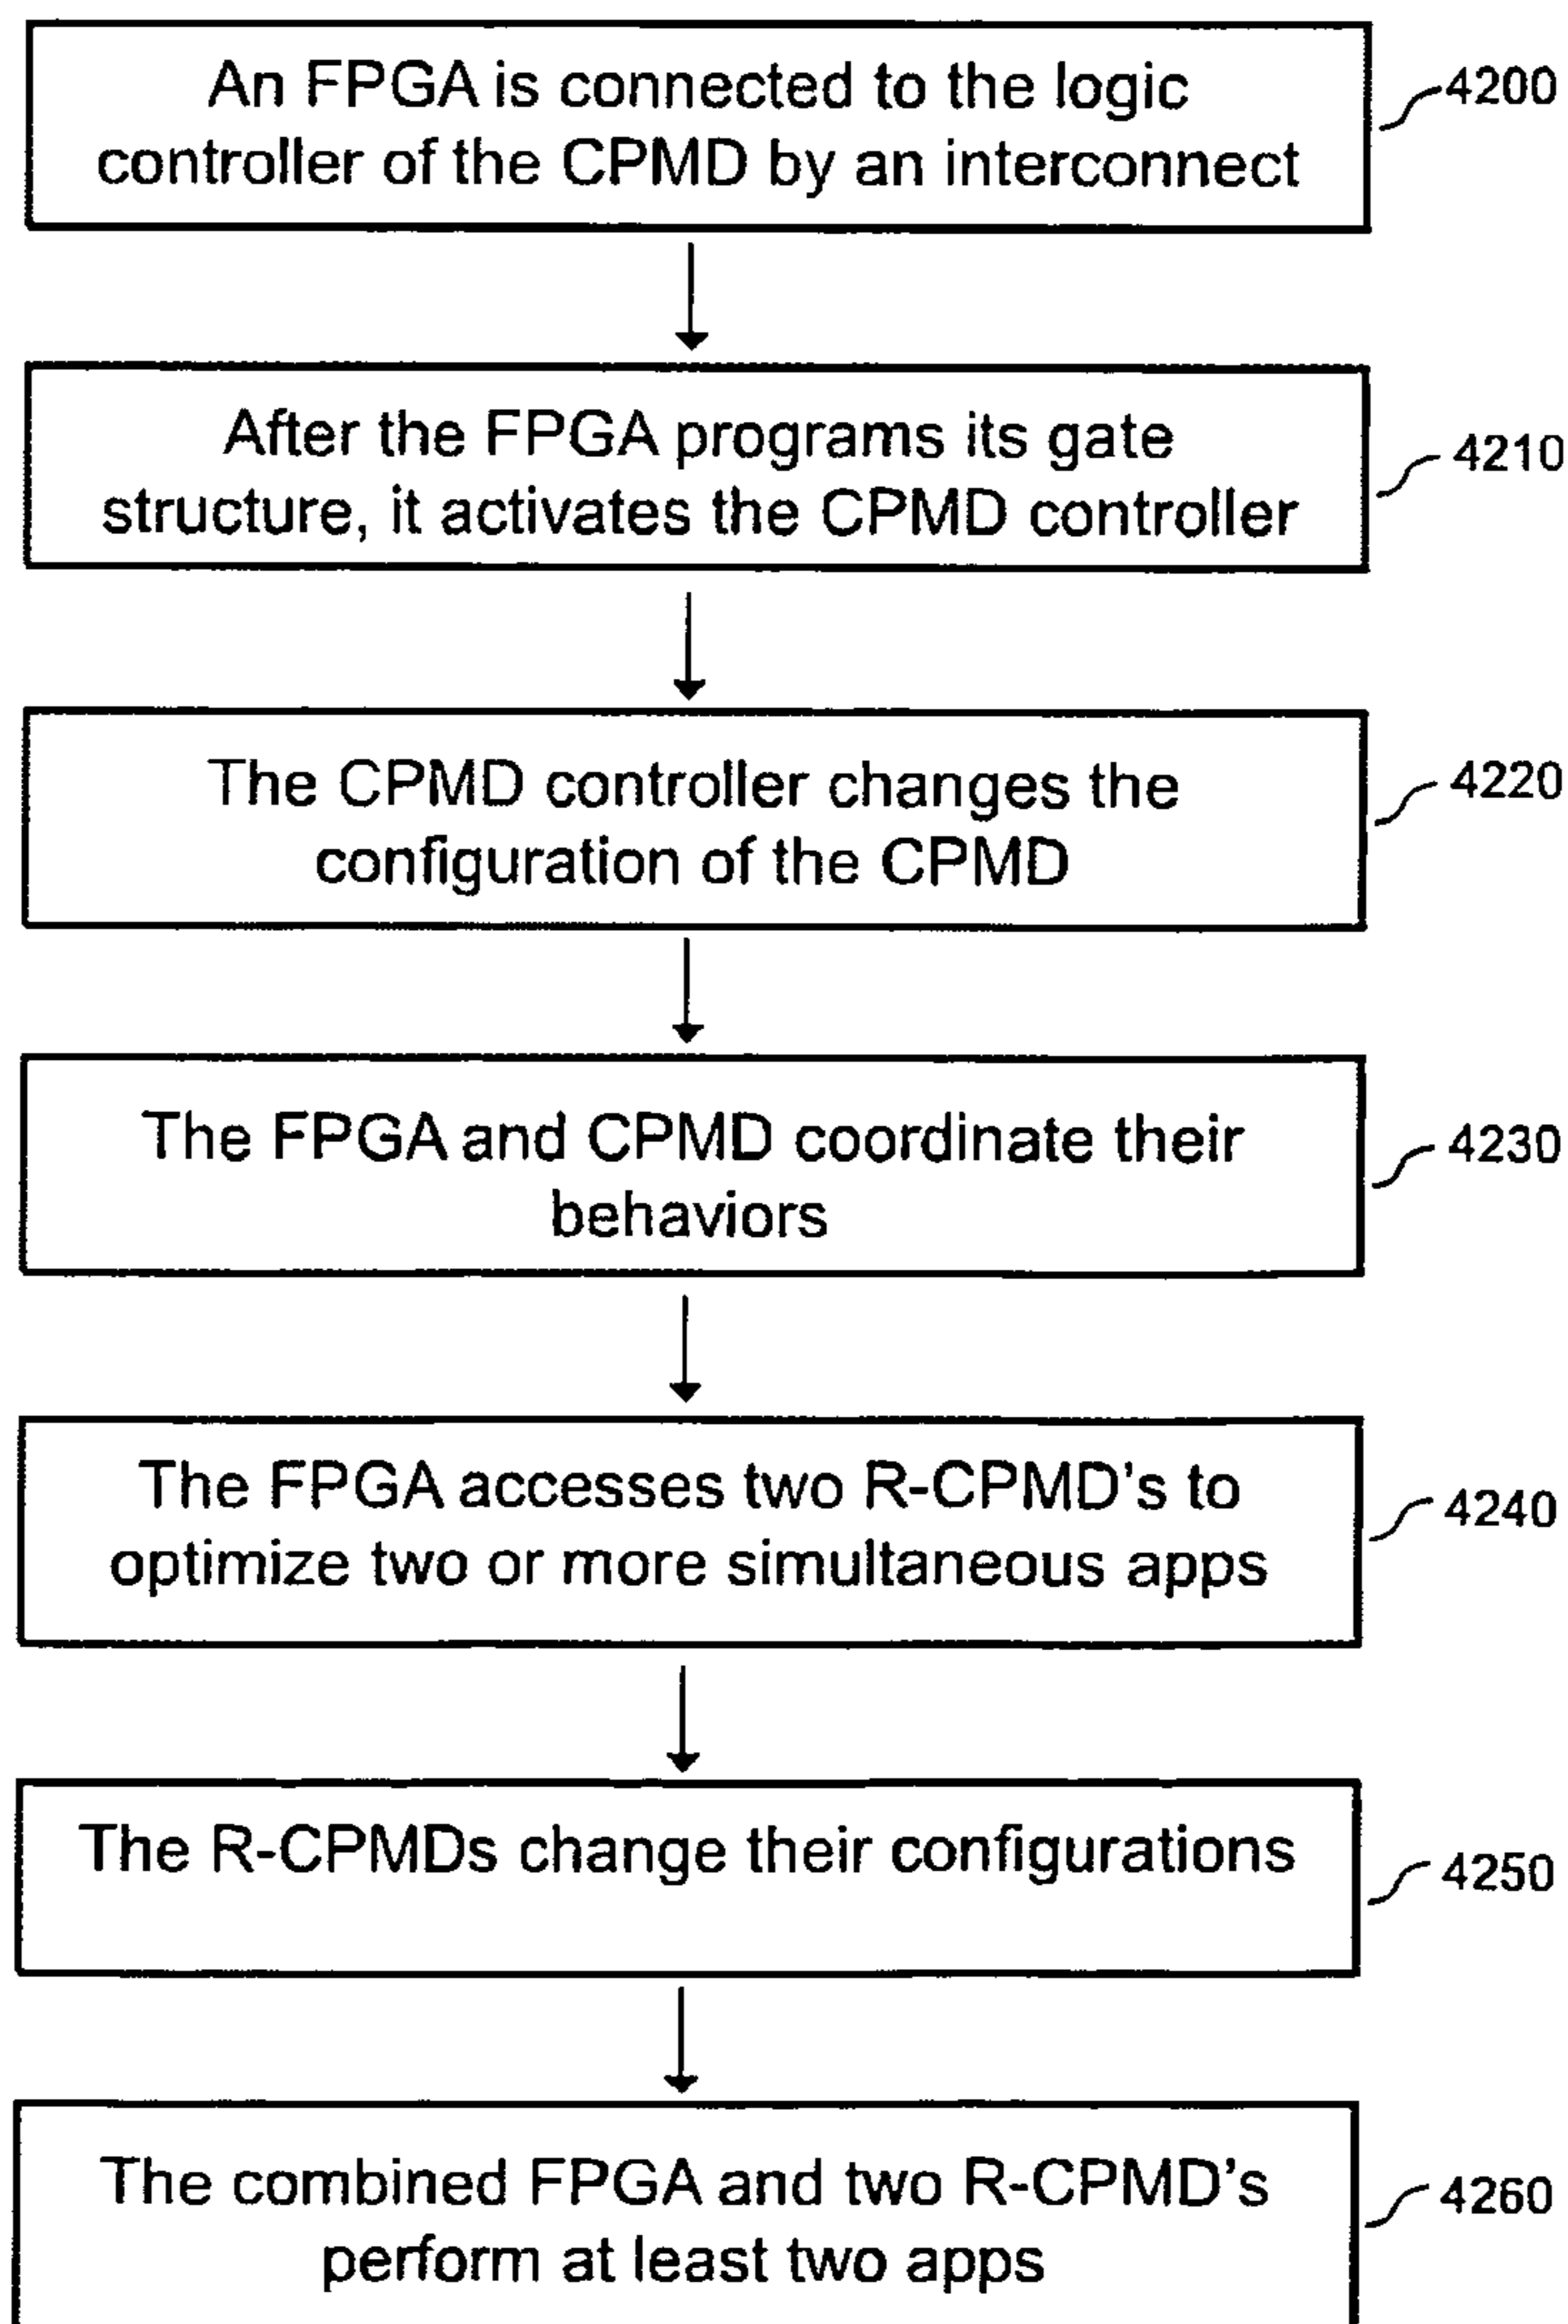 An FPGA is connected to the logic
controller of the CPMD by an interconnect
4200
After the FPGA programs its gate
structure, it activates the CPMD controller
4210
The CPMD controller changes the
configuration of the CPMD
4220
The FPGA and CPMD coordinate their
behaviors
4230
The FPGA accesses two R-CPMD's to
optimize two or more simultaneous apps
4240
The R-CPMDs change their configurations
4250
The combined FPGA and two R-CPMD's
perform at least two apps
4260